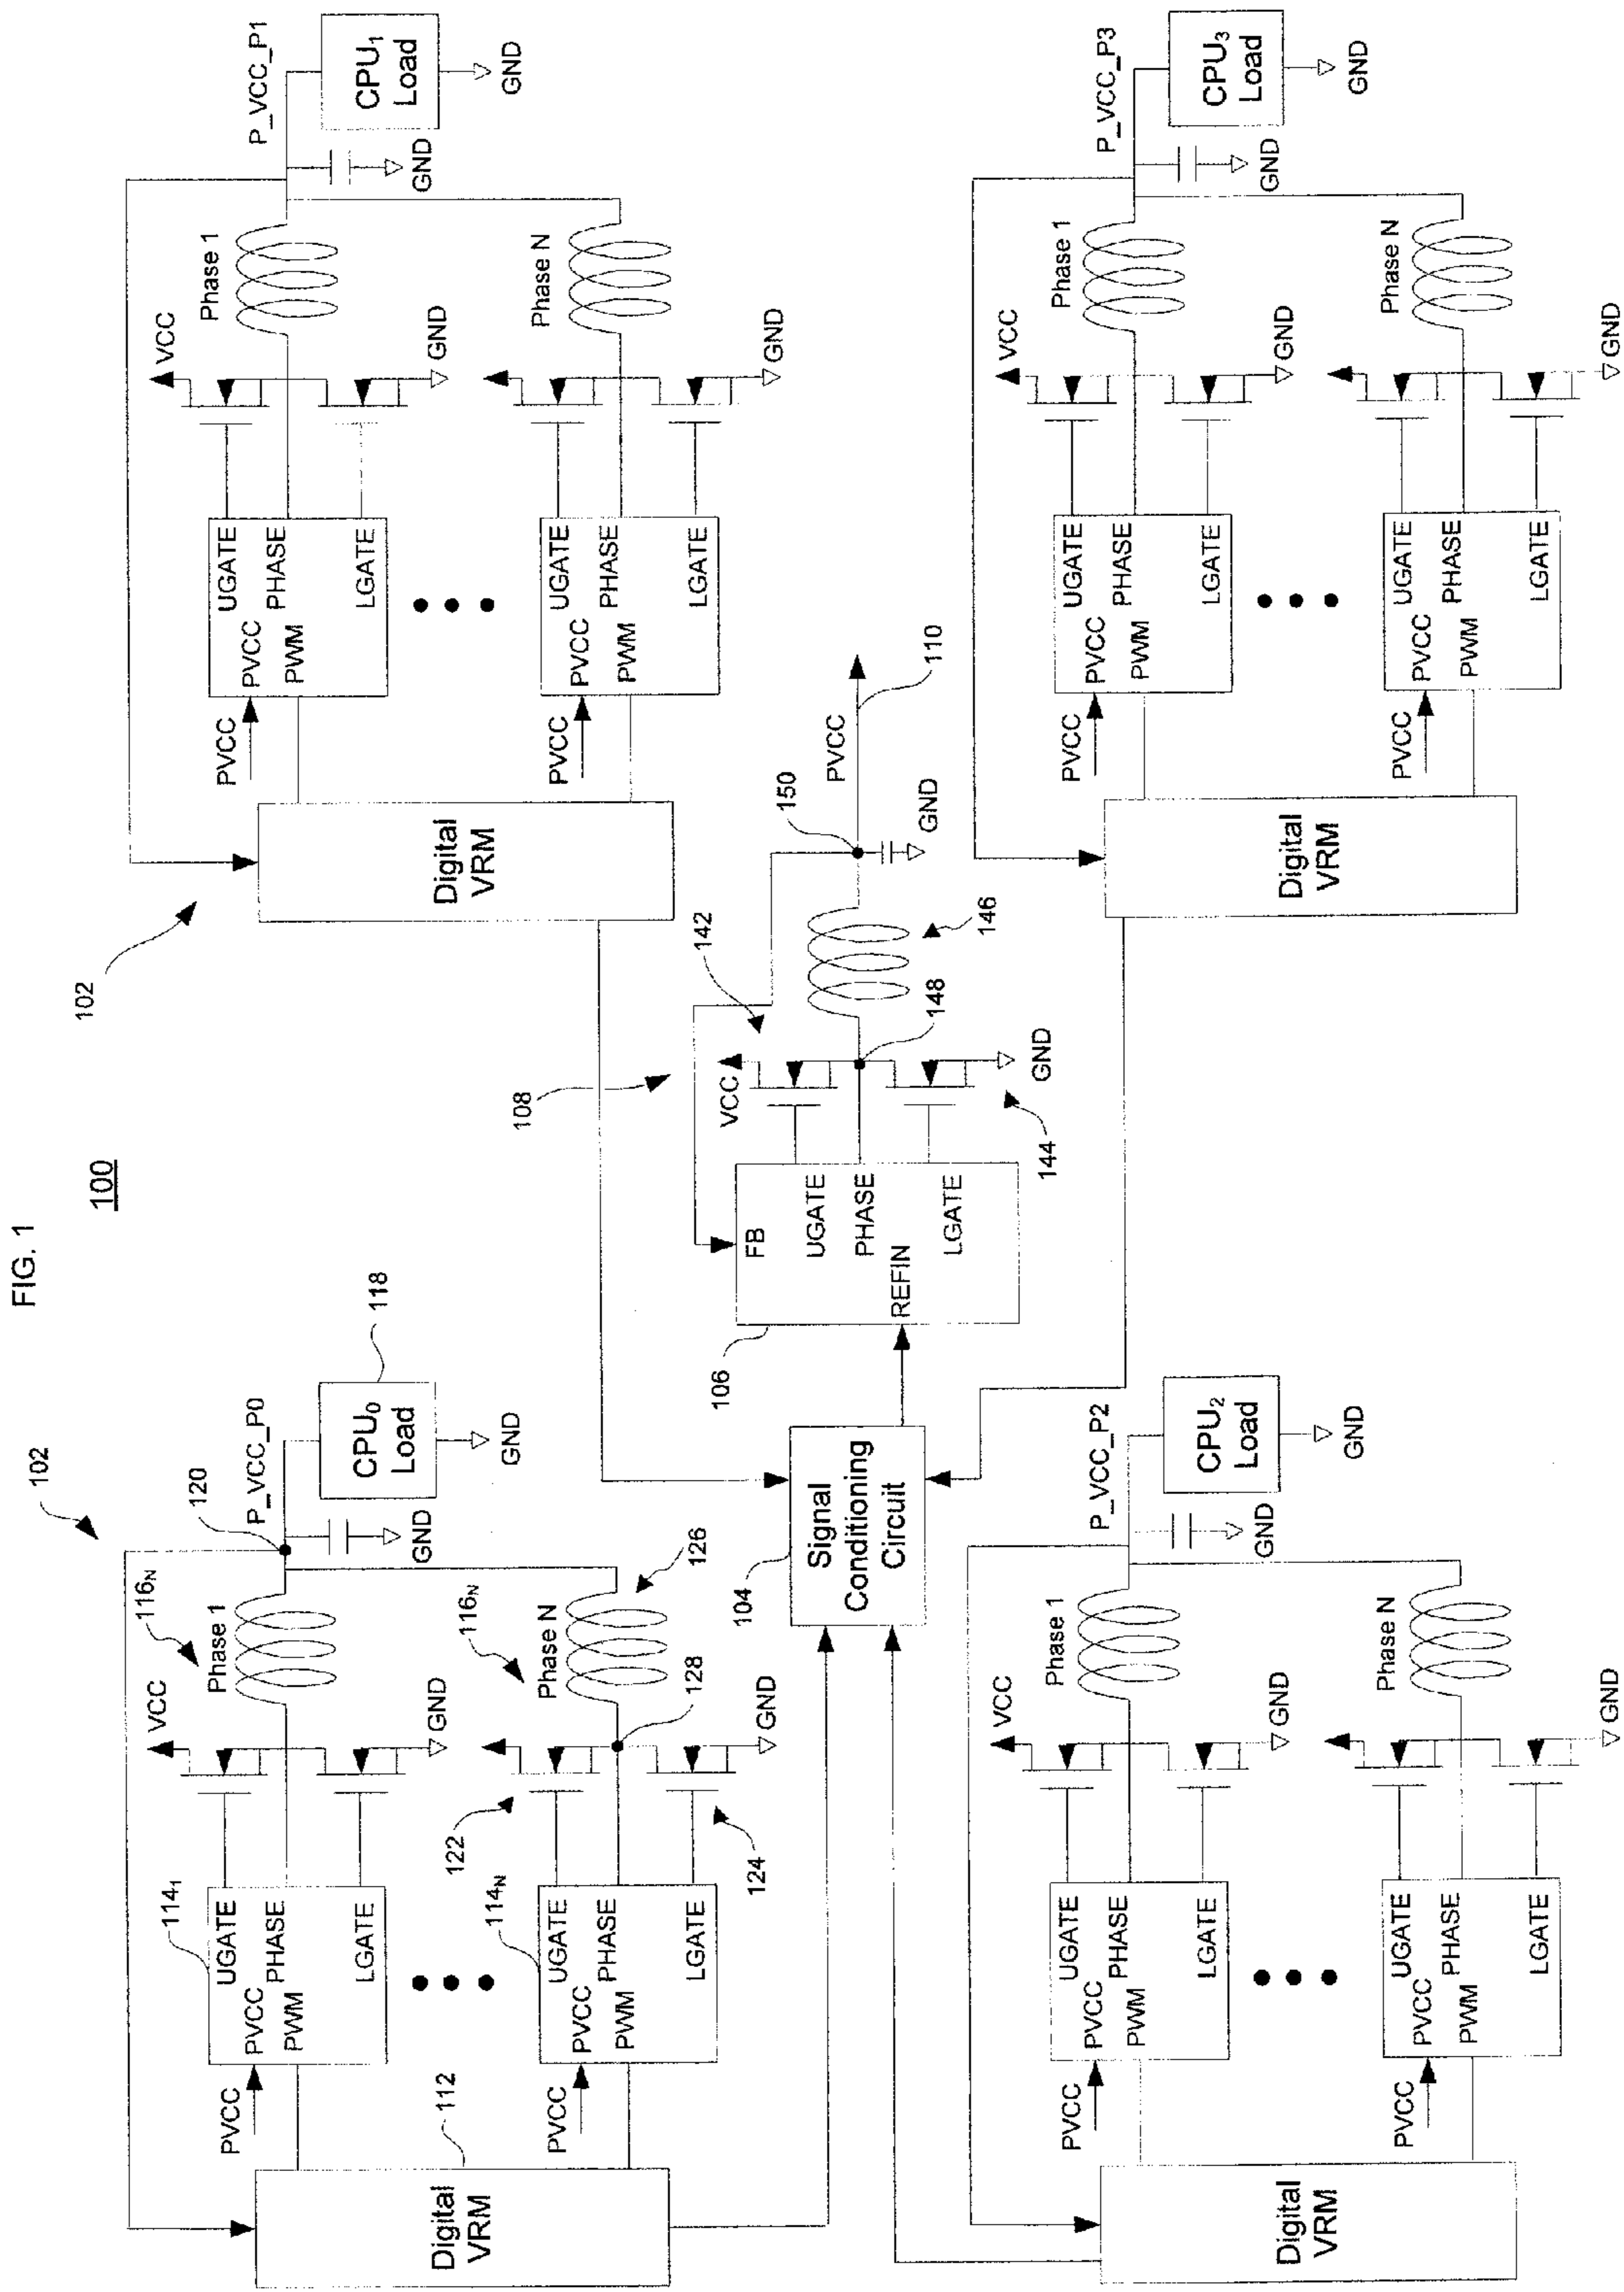 FIG. 1
100
102
Digital
VRM
112
PVCC
PVCC
PWM
UGATE
PHASE
LGATE
114₁
VCC
GND
Phase 1
116N
120
P_VCC_P0
CPU₀
Load
118
GND
GND
PVCC
PVCC
PWM
UGATE
PHASE
LGATE
114N
122
124
GND
128
Phase N
116N
126
102
Digital
VRM
PVCC
PVCC
PWM
UGATE
PHASE
LGATE
VCC
GND
Phase 1
P_VCC_P1
CPU₁
Load
GND
GND
PVCC
PVCC
PWM
UGATE
PHASE
LGATE
GND
Phase N
104
Signal
Conditioning
Circuit
106
FB
REFIN
UGATE
PHASE
LGATE
108
VCC
142
144
GND
148
146
150
GND
PVCC
110
Digital
VRM
PVCC
PVCC
PWM
UGATE
PHASE
LGATE
VCC
GND
Phase 1
P_VCC_P2
CPU₂
Load
GND
GND
PVCC
PVCC
PWM
UGATE
PHASE
LGATE
GND
Phase N
Digital
VRM
PVCC
PVCC
PWM
UGATE
PHASE
LGATE
VCC
GND
Phase 1
P_VCC_P3
CPU₃
Load
GND
GND
PVCC
PVCC
PWM
UGATE
PHASE
LGATE
GND
Phase N